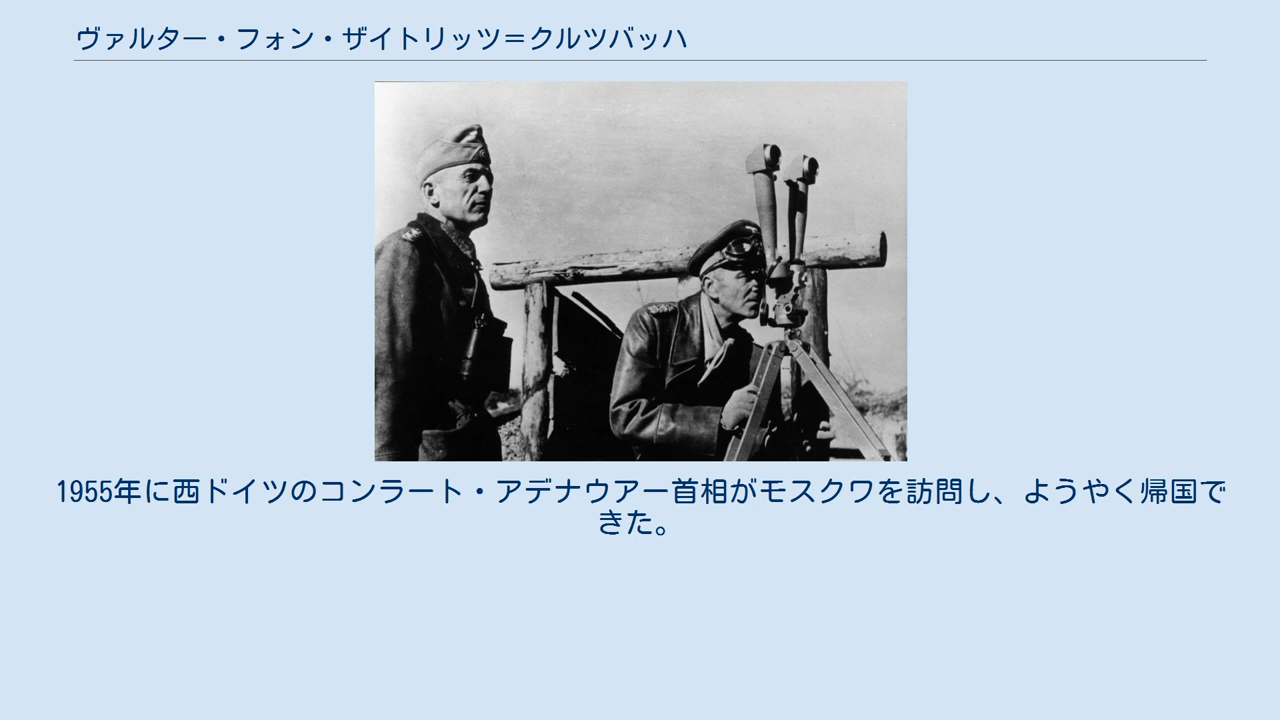 ヴァルター・フォン・ザイトリッツ＝クルツバッハ
1955年に西ドイツのコンラート・アデナウアー首相がモスクワを訪問し、ようやく帰国で
きた。